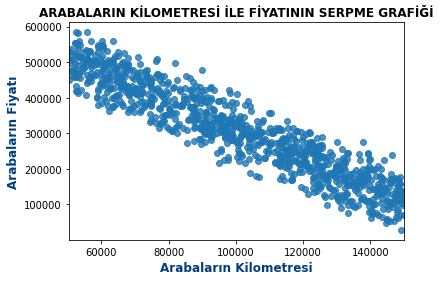 ARABALARIN KİLOMETRESİ İLE FİYATININ SERPME GRAFİĞİ
600000
500000
400000
300000
200000
100000
Arabaların Fiyatı
60000 80000 100000 120000 140000
Arabaların Kilometresi